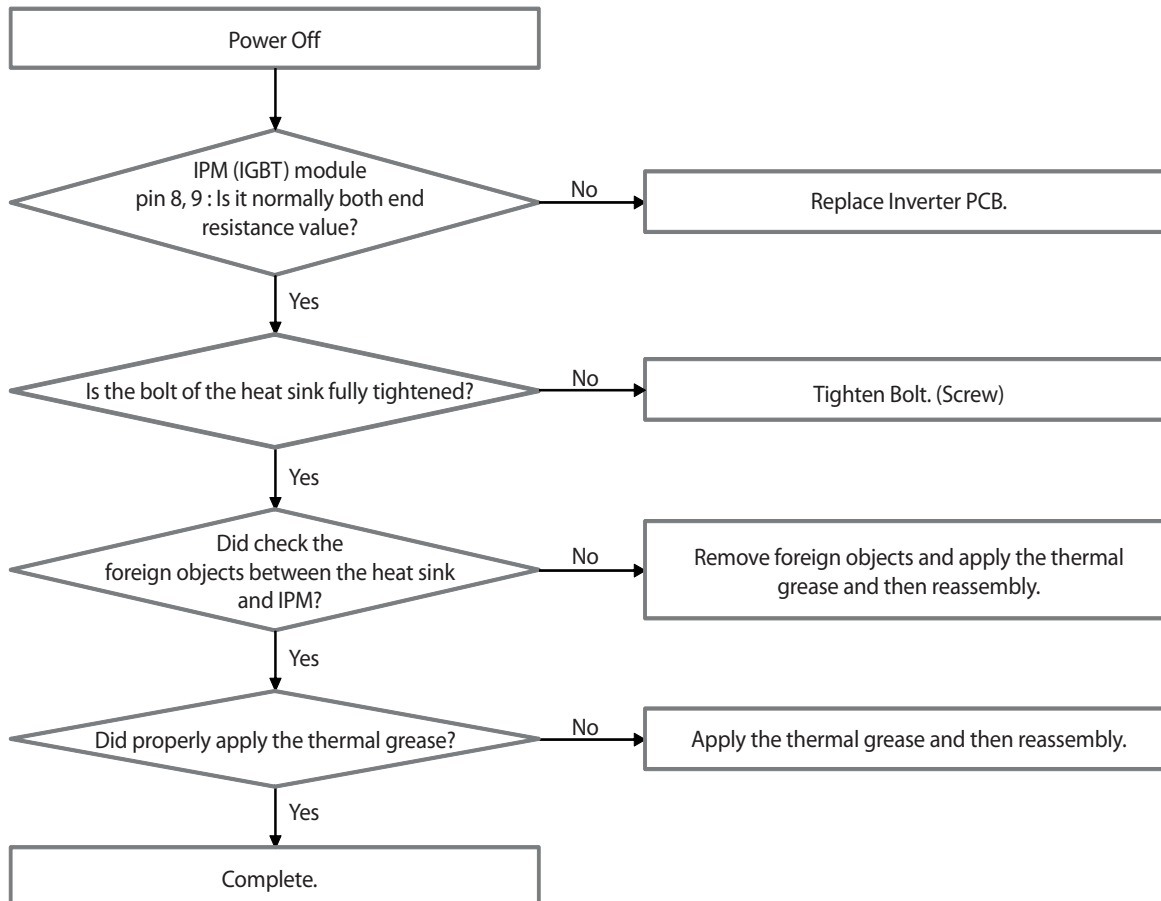 Power Off
IPM (IGBT) module
pin 8, 9 : Is it normally both end
resistance value?
No
Replace Inverter PCB.
Yes
Is the bolt of the heat sink fully tightened?
No
Tighten Bolt. (Screw)
Yes
Did check the
foreign objects between the heat sink
and IPM?
No
Remove foreign objects and apply the thermal
grease and then reassembly.
Yes
Did properly apply the thermal grease?
No
Apply the thermal grease and then reassembly.
Yes
Complete.